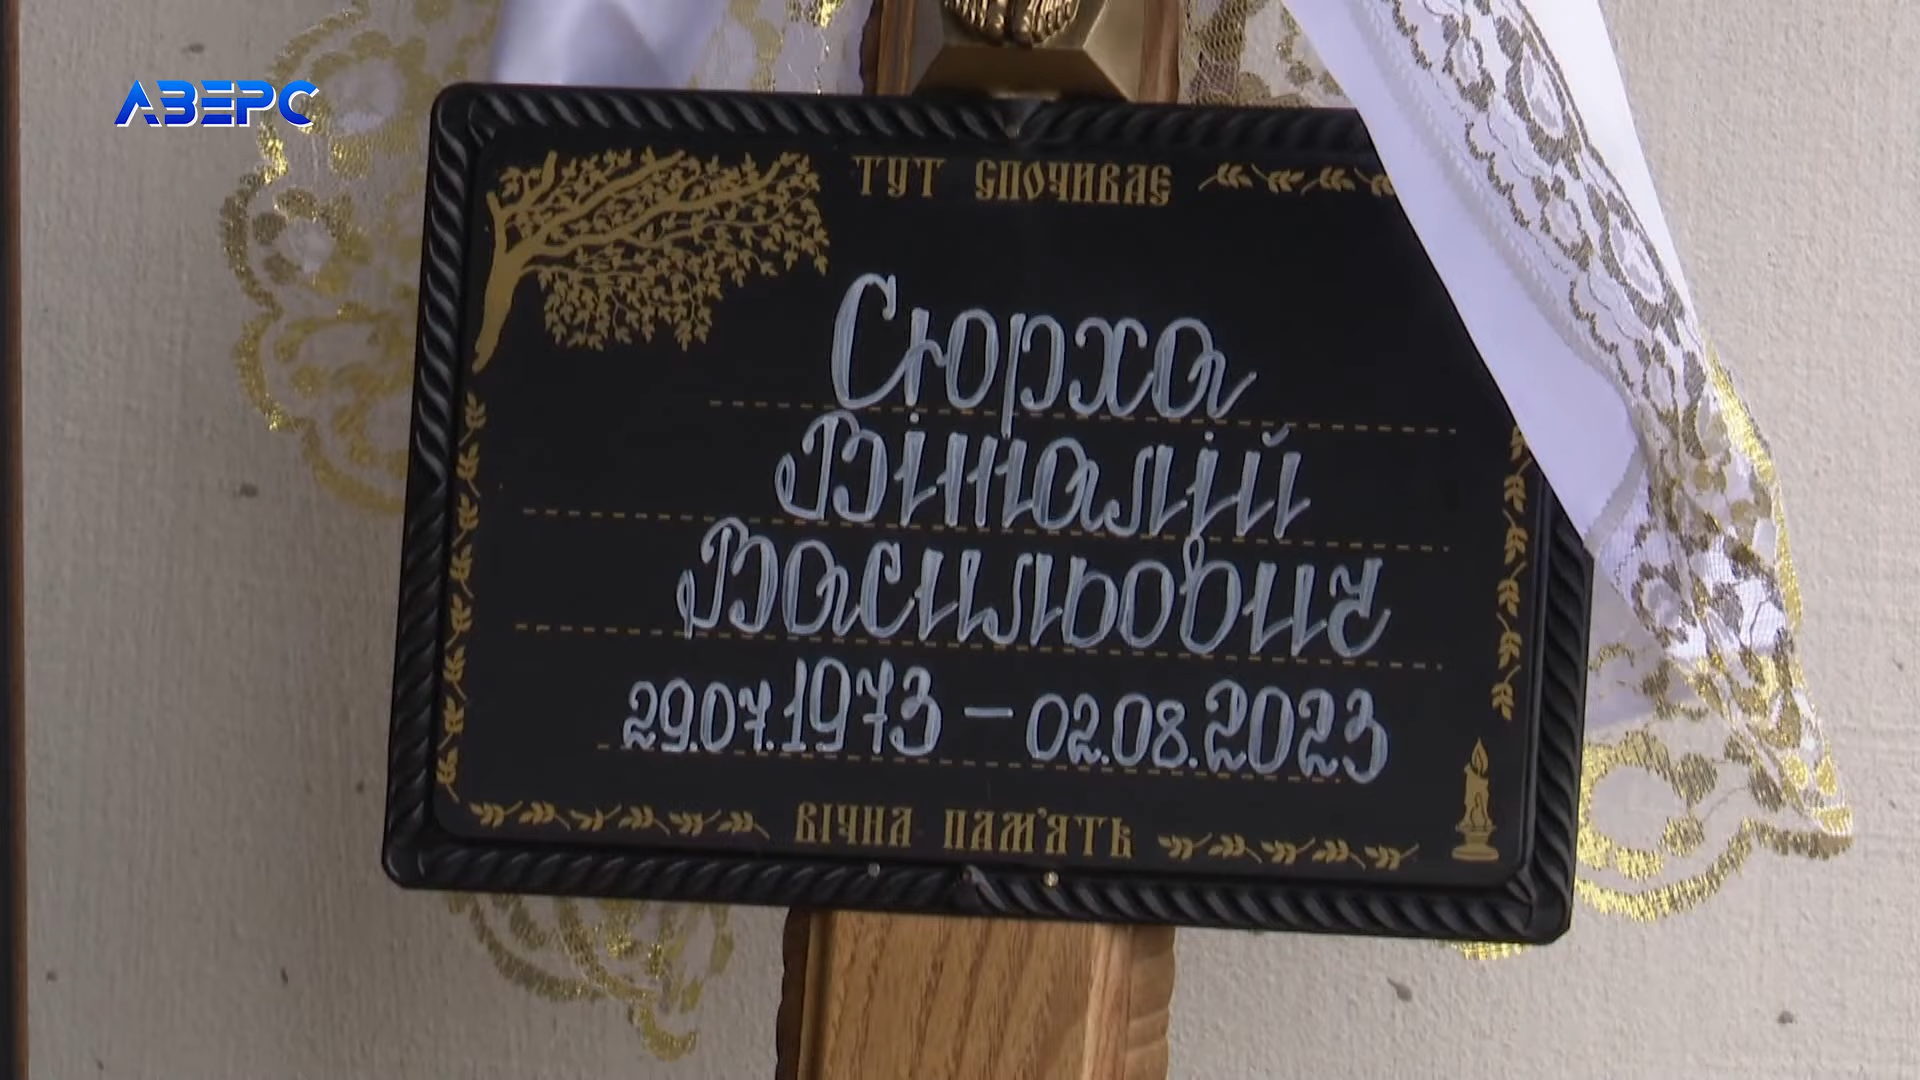 АВЕРС
ТУТ СПОЧИВАЄ
Сюрха
Віталій
Васильович
29.07.1973 – 02.08.2023
ВІЧНА ПАМ'ЯТЬ